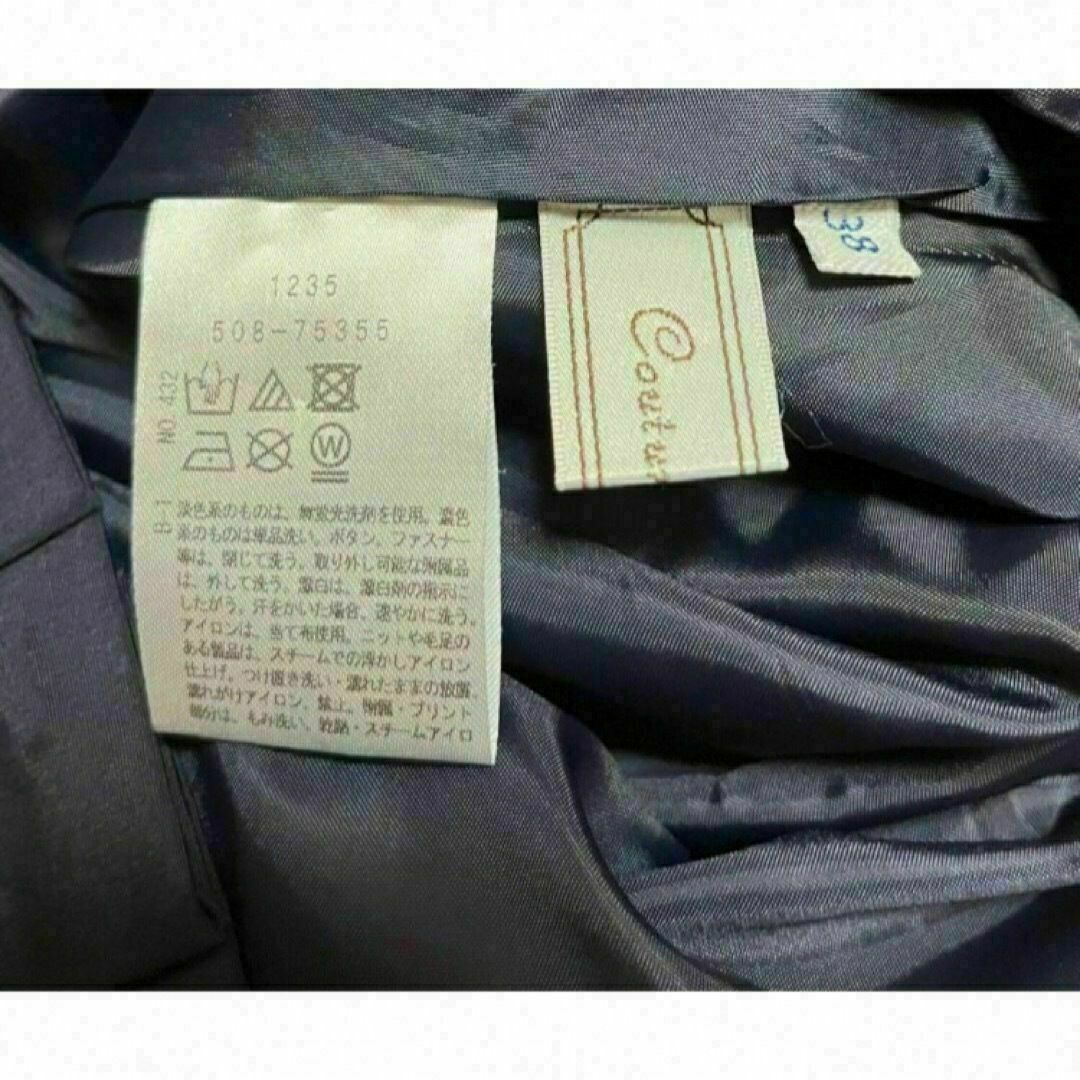 1235
508-75355
NO.432
W
B-1
淡色系のものは、無蛍光洗剤を使用。濃色
系のものは単品洗い。ボタン、ファスナー
等は、閉じて洗う。取り外し可能な附属品
は、外して洗う。漂白は、漂白剤の指示に
したがう。汗をかいた場合、速やかに洗う。
アイロンは、当て布使用。ニットや毛足の
ある製品は、スチームでの浮かしアイロン
仕上げ。つけ置き洗い・濡れたままの放置
濡れがけアイロン、禁止。附属・プリント
部分は、もみ洗い、乾熱・スチームアイロ
Coutu
38